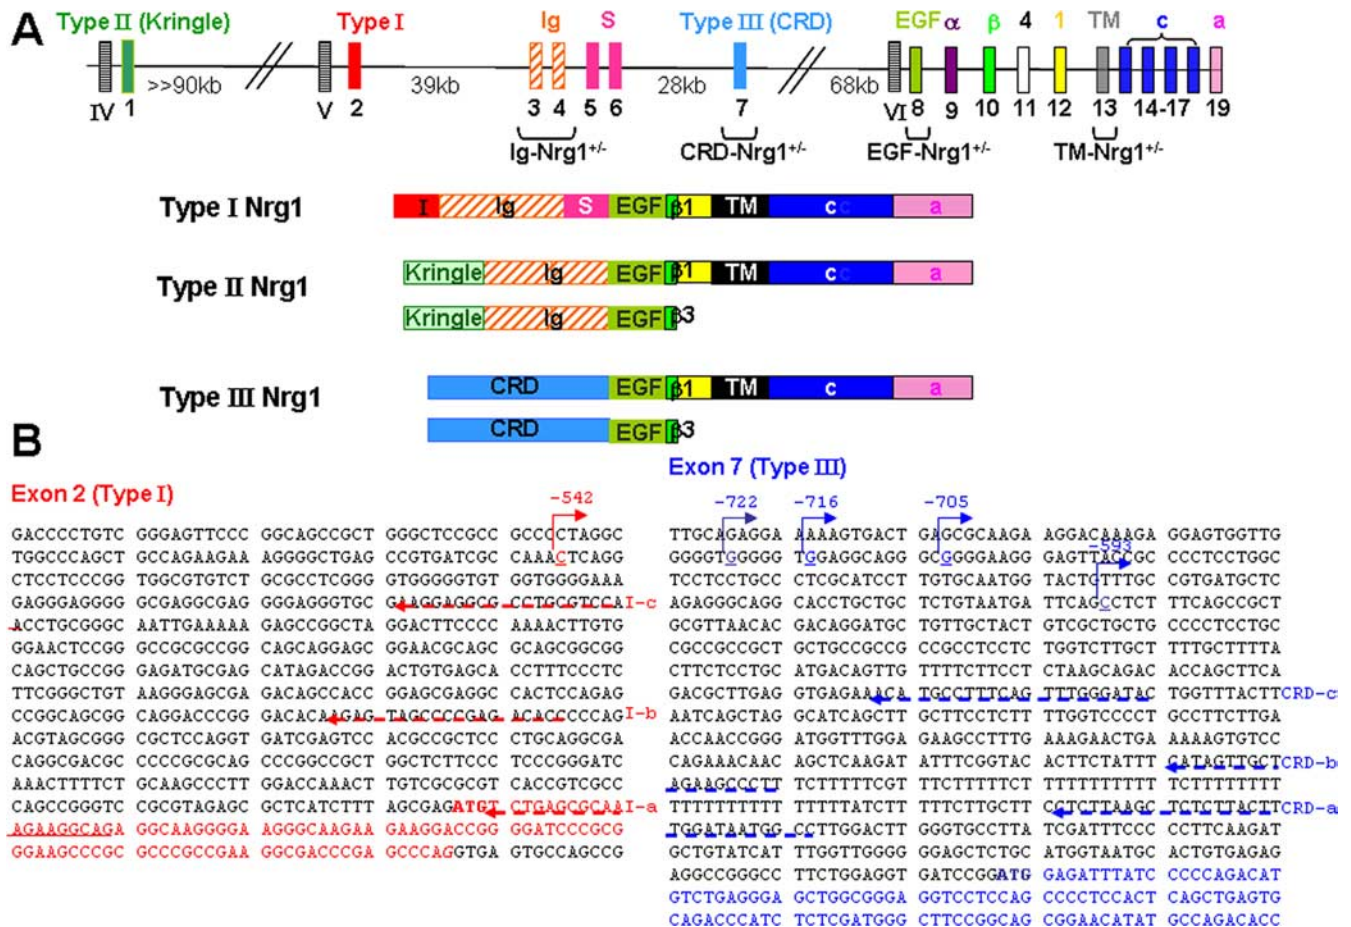 A
Type II (Kringle) Type I Ig S Type III (CRD) EGF α β 4 1 TM c a
>>90kb 39kb 28kb 68kb
IV 1 V 2 3 4 5 6 7 VI 8 9 10 11 12 13 14-17 19
Ig-Nrg1+/- CRD-Nrg1+/- EGF-Nrg1+/- TM-Nrg1+/-
Type I Nrg1 I Ig S EGF β1 TM c c a
Type II Nrg1 Kringle Ig EGF β1 TM c c a
Kringle Ig EGF β3
Type III Nrg1 CRD EGF β1 TM c a
CRD EGF β3
B
Exon 2 (Type I)
-542
GACCCCTGTC GGGAGTTCCC GGCAGCCGCT GGGCTCCGCC GCCCCTAGGC
TGGCCCAGCT GCCAGAAGAA AGGGGCTGAG CCGTGATCGC CAAACTCAGG
CTCCTCCCGG TGGCGTGTCT GCGCCTCGGG GTGGGGGTGT GGTGGGGAAA
GAGGGAGGGG GCGAGGCGAG GGGAGGGTGC GAAGGAGGCG CCTGCGTCCA I-c
ACCTGCGGGC AATTGAAAAA GAGCCGGCTA GGACTTCCCC AAAACTTGTG
GGAACTCCGG GCCGCGCCGG CAGCAGGAGC GGAACGCAGC GCAGCGGCGG
CAGCTGCCGG GAGATGCGAG CATAGACCGG ACTGTGAGCA CCTTTCCCTC
TTCGGGCTGT AAGGGAGCGA GACAGCCACC GGAGCGAGGC CACTCCAGAG
CCGGCAGCGG CAGGACCCGG GACACAAGAG TAGCCCCGAG ACACCCCCAG I-b
ACGTAGCGGG CGCTCCAGGT GATCGAGTCC ACGCCGCTCC CTGCAGGCGA
CAGGCGACGC CCCCGCGCAG CCCGGCAACC GCTGGCTCTTCCCT TCCCGGGATC
AAACTTTTCT GCAAGCCCTT GGACCAAACT TGTCGCGCGT CACCGTCGCC
CAGCCGGGTC CGCGTAGAGC GCTCATCTTT AGCGAGATGT CTGAGCGCAA I-a
AGAAGGCAGA GGCAAGGGGA AGGGCAAGAA GAAGGACCGG GGATCCCGCG
GGAAGCCCGC GCCCGCCGAA GGCGACCCGA GCCCAGGTGA GTGCCAGCCG
Exon 7 (Type III)
-722 -716 -705
TTGCAGAGGA AAAAGTGACT GAGCGCAAGA AGGACAAAGA GGAGTGGTTG
GGGGTGGGGG TGGAGGCAGG GCGGGGAAGA GGAGTTACCGC CCCTCCTGGC
-593
TCCTCCTGCC CTCGCATCCT TGTGCAATGG TACTGTTTGC CGTGATGCTC
AGAGGGCAGG CACCTGCTGC TCTGTAATGA TTCAGCCTCT TTCAGCCGCT
GCGTTAACAC GACAGGATGC TGTTGCTACT GTCGCTGCTG CCCCTCCTGC
CGCCGCCGCT GCTGCCGCCG CCGCCTCCTC TGGTCTTGCT TTTGCTTTTA
CTTCTCCTGC ATGACAGTTG TTTTCTTCCT CTAAGCAGAC ACCAGCTTCA
GACGCTTGAG GTGAGAAACA TGCCTTTCAG TTTGGGATAC TGGTTTACTT CRD-c
AATCAGCTAG GCATCAGCTT GCTTCCTCTT TTGGTCCCCT GCCTTCTTGA
ACCAACCGGG ATGGTTTGGA GAAGCCTTTG AAAGAACTGA AAAAGTGTCC
CAGAACAACC AGCTCAAGAT ATTTCGGTAC ACTTCTATTT GATAGTTGCT CRD-b
AGAAGCCCTT TCTTTTTTCG TTCTTTTTCT TTTTTTTTTT TTTTTTTTTT
TTTTTTTTTT TTTTTATCTT TTTCTTGCTT CGTCTTAAGC TCTCTTACTT CRD-a
TGGATAATGG CCTTGGACTT GGGTGCCTTA TCGATTTCCC CCTTCAAGAT
GCTGTATCAT TTGGTTGGGG GGAGCTCTGC ATGGTAATGC CACTGTGAGAG
AGGCCGGGCC TTCTGGAGGT GATCCGGATG GAGATTTATC CCCCAGACAT
GTCTGAGGGA GCTGGCGGGA GGTCCTCCAG CCCCTCCACT CAGCTGAGTG
CAGACCCATC TCTCGATGGG CTTCCGGCAG CGGAACATAT GCCAGACACC